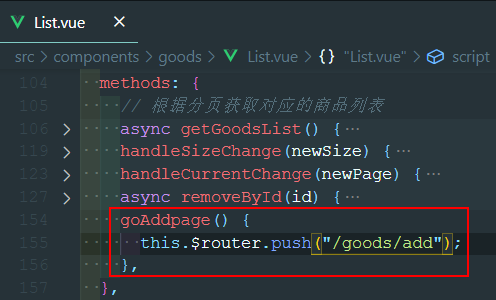 List.vue ×
src > components > goods > List.vue > {} "List.vue" > script
104 methods: {
105 // 根据分页获取对应的商品列表
106 > async getGoodsList() {…
119 > handleSizeChange(newSize) {…
123 > handleCurrentChange(newPage) {…
127 > async removeById(id) {…
154 goAddpage() {
155 this.$router.push("/goods/add");
156 },
157 },